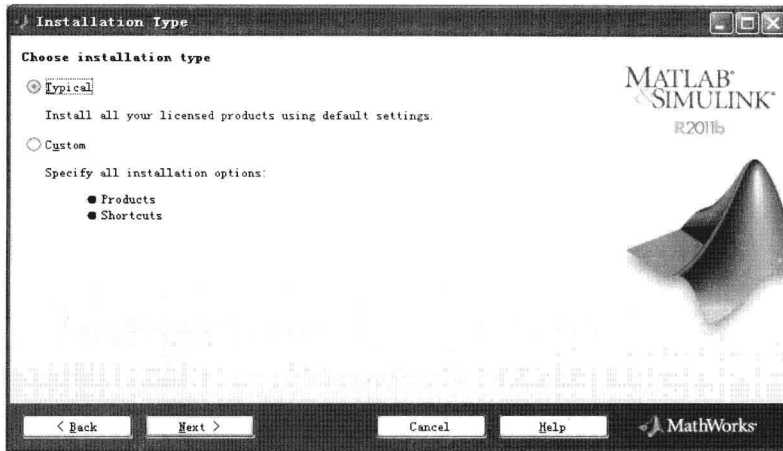 Installation Type
Choose installation type
Typical
Install all your licensed products using default settings.
Custom
Specify all installation options:
Products
Shortcuts
MATLAB®
&SIMULINK®
R2011b
< Back
Next >
Cancel
Help
MathWorks®